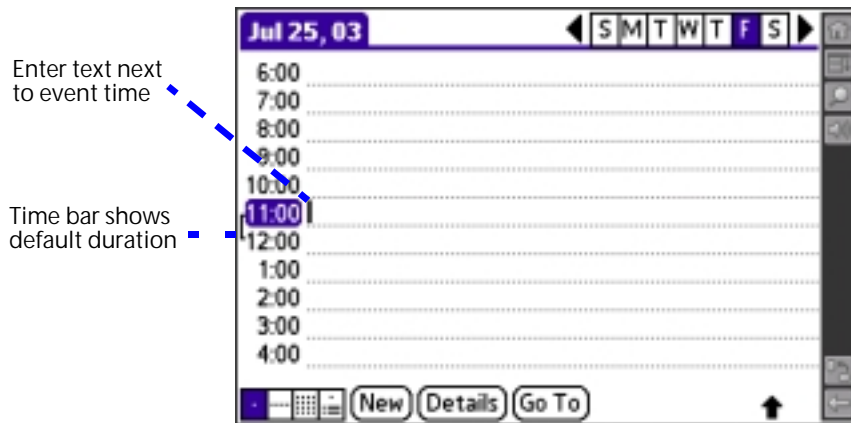 Jul 25, 03 S M T W T F S
Enter text next
to event time
6:00
7:00
8:00
9:00
10:00
Time bar shows
default duration
11:00
12:00
1:00
2:00
3:00
4:00
New Details Go To